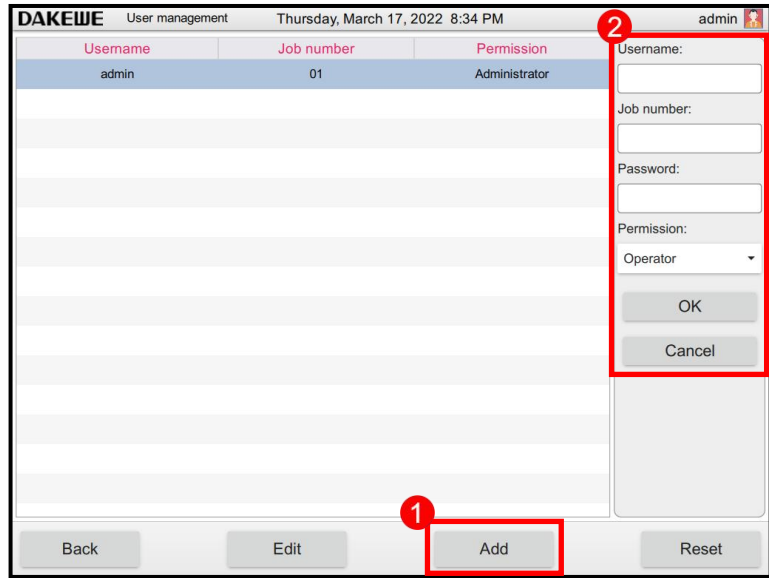 DAKEWE User management Thursday, March 17, 2022 8:34 PM admin
2
Username Job number Permission
admin 01 Administrator
Username:
Job number:
Password:
Permission:
Operator
OK
Cancel
1
Back Edit Add Reset